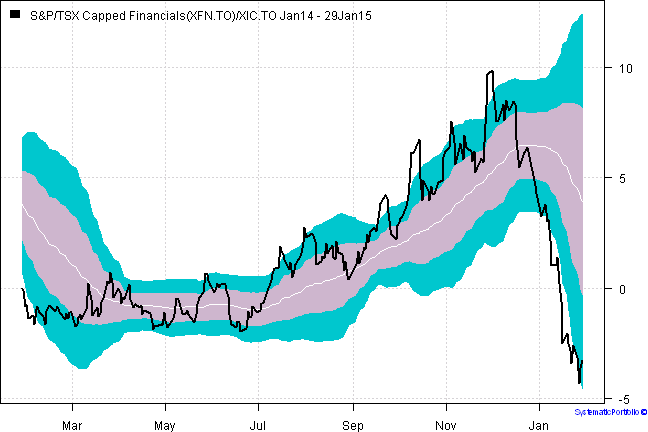 S&P/TSX Capped Financials(XFN.TO)/XIC.TO Jan14 - 29Jan15
10
5
0
-5
Mar May Jul Sep Nov Jan
SystematicPortfolio ©